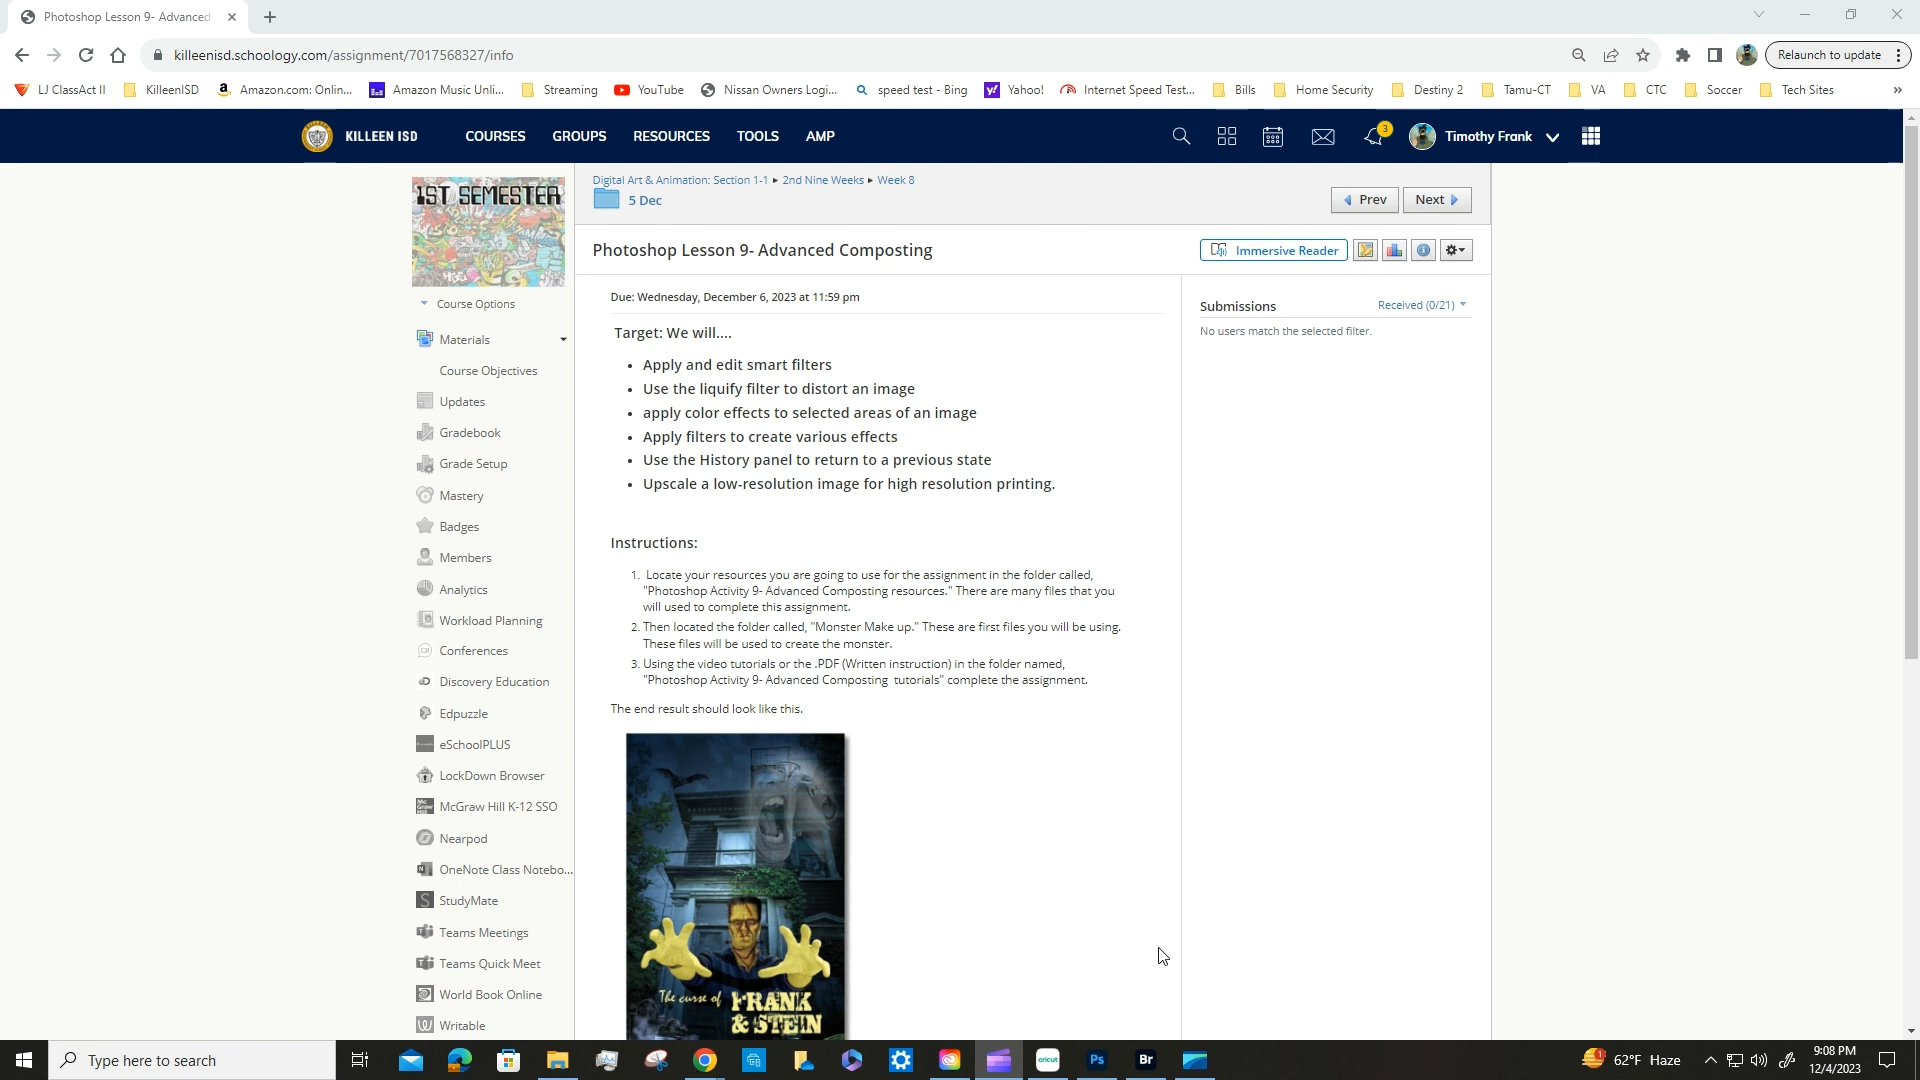 Photoshop Lesson 9- Advanced
killeenisd.schoology.com/assignment/7017568327/info
Relaunch to update
LJ ClassAct II
KilleenISD
Amazon.com: Onlin...
Amazon Music Unli...
Streaming
YouTube
Nissan Owners Logi...
speed test - Bing
Yahoo!
Internet Speed Test...
Bills
Home Security
Destiny 2
Tamu-CT
VA
CTC
Soccer
Tech Sites
»
KILLEEN ISD
COURSES
GROUPS
RESOURCES
TOOLS
AMP
3
Timothy Frank
1ST SEMESTER
Course Options
Materials
Course Objectives
Updates
Gradebook
Grade Setup
Mastery
Badges
Members
Analytics
Workload Planning
Conferences
Discovery Education
Edpuzzle
eSchoolPLUS
LockDown Browser
McGraw Hill K-12 SSO
Nearpod
OneNote Class Notebo...
StudyMate
Teams Meetings
Teams Quick Meet
World Book Online
Writable
Digital Art & Animation: Section 1-1 ▸ 2nd Nine Weeks ▸ Week 8
5 Dec
Prev
Next
Photoshop Lesson 9- Advanced Composting
Immersive Reader
Due: Wednesday, December 6, 2023 at 11:59 pm
Target: We will....
• Apply and edit smart filters
• Use the liquify filter to distort an image
• apply color effects to selected areas of an image
• Apply filters to create various effects
• Use the History panel to return to a previous state
• Upscale a low-resolution image for high resolution printing.
Instructions:
1. Locate your resources you are going to use for the assignment in the folder called,
"Photoshop Activity 9- Advanced Composting resources." There are many files that you
will used to complete this assignment.
2. Then located the folder called, "Monster Make up." These are first files you will be using.
These files will be used to create the monster.
3. Using the video tutorials or the .PDF (Written instruction) in the folder named,
"Photoshop Activity 9- Advanced Composting tutorials" complete the assignment.
The end result should look like this.
The curse of FRANK
& STEIN
Submissions
Received (0/21)
No users match the selected filter.
Type here to search
cricut
Ps
Br
1
62°F Haze
9:08 PM
12/4/2023